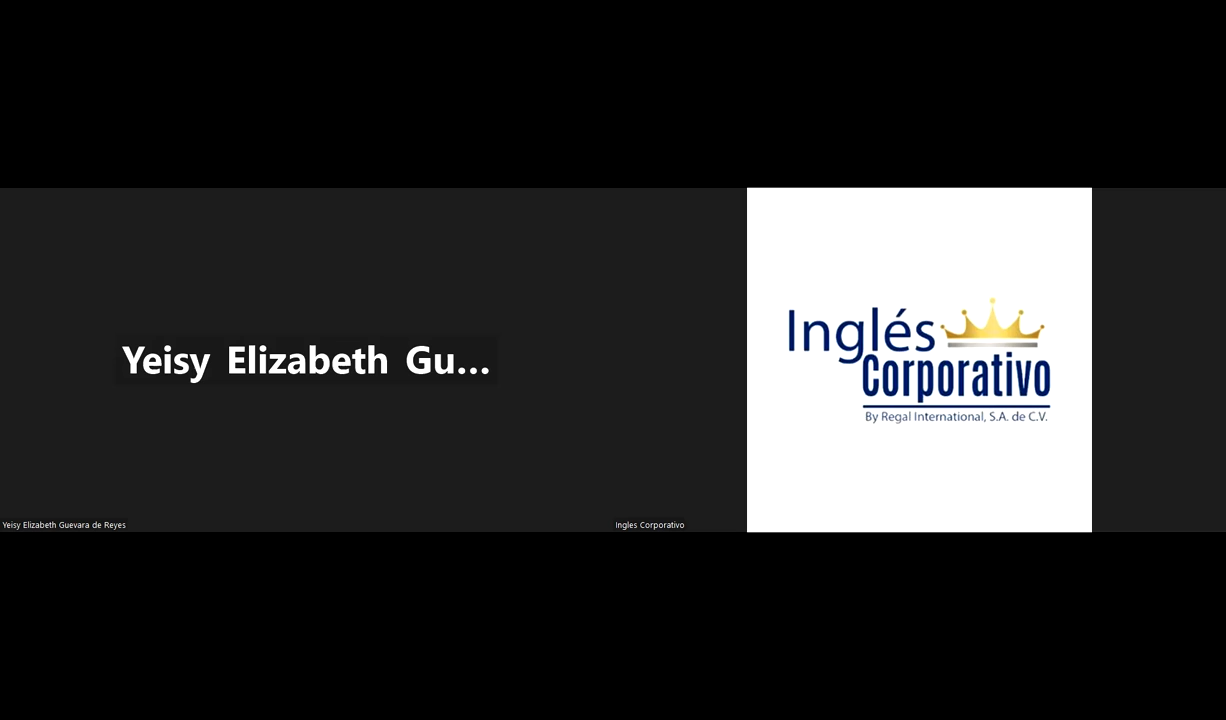 Yeisy Elizabeth Gu...
Yeisy Elizabeth Guevara de Reyes
Inglés
Corporativo
By Regal International, S.A. de C.V.
Ingles Corporativo